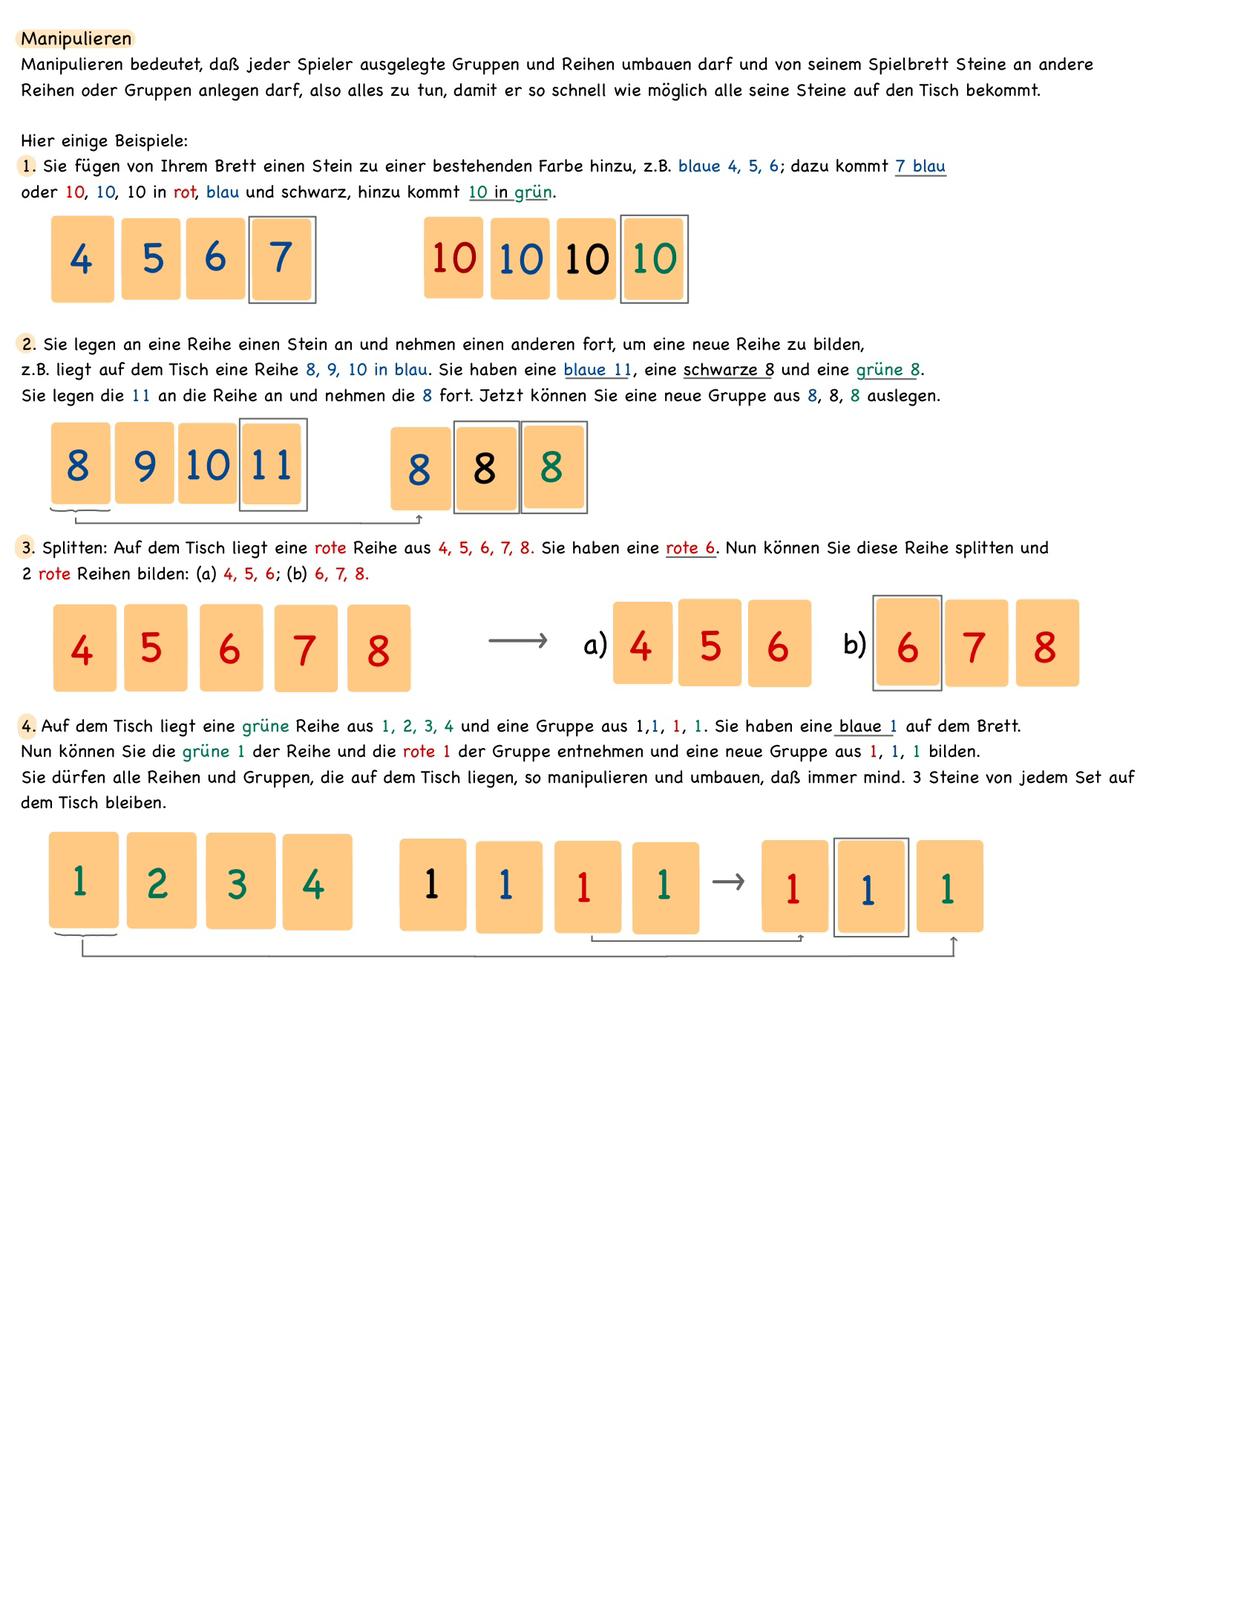 Manipulieren
Manipulieren bedeutet, daß jeder Spieler ausgelegte Gruppen und Reihen umbauen darf und von seinem Spielbrett Steine an andere
Reihen oder Gruppen anlegen darf, also alles zu tun, damit er so schnell wie möglich alle seine Steine auf den Tisch bekommt.
Hier einige Beispiele:
1. Sie fügen von Ihrem Brett einen Stein zu einer bestehenden Farbe hinzu, z.B. blaue 4, 5, 6; dazu kommt 7 blau
oder 10, 10, 10 in rot, blau und schwarz, hinzu kommt 10 in grün.
4 5 6 7 10 10 10 10
2. Sie legen an eine Reihe einen Stein an und nehmen einen anderen fort, um eine neue Reihe zu bilden,
z.B. liegt auf dem Tisch eine Reihe 8, 9, 10 in blau. Sie haben eine blaue 11, eine schwarze 8 und eine grüne 8.
Sie legen die 11 an die Reihe an und nehmen die 8 fort. Jetzt können Sie eine neue Gruppe aus 8, 8, 8 auslegen.
8 9 10 11 8 8 8
3. Splitten: Auf dem Tisch liegt eine rote Reihe aus 4, 5, 6, 7, 8. Sie haben eine rote 6. Nun können Sie diese Reihe splitten und
2 rote Reihen bilden: (a) 4, 5, 6; (b) 6, 7, 8.
4 5 6 7 8 → a) 4 5 6 b) 6 7 8
4. Auf dem Tisch liegt eine grüne Reihe aus 1, 2, 3, 4 und eine Gruppe aus 1,1, 1, 1. Sie haben eine blaue 1 auf dem Brett.
Nun können Sie die grüne 1 der Reihe und die rote 1 der Gruppe entnehmen und eine neue Gruppe aus 1, 1, 1 bilden.
Sie dürfen alle Reihen und Gruppen, die auf dem Tisch liegen, so manipulieren und umbauen, daß immer mind. 3 Steine von jedem Set auf
dem Tisch bleiben.
1 2 3 4 1 1 1 1 → 1 1 1